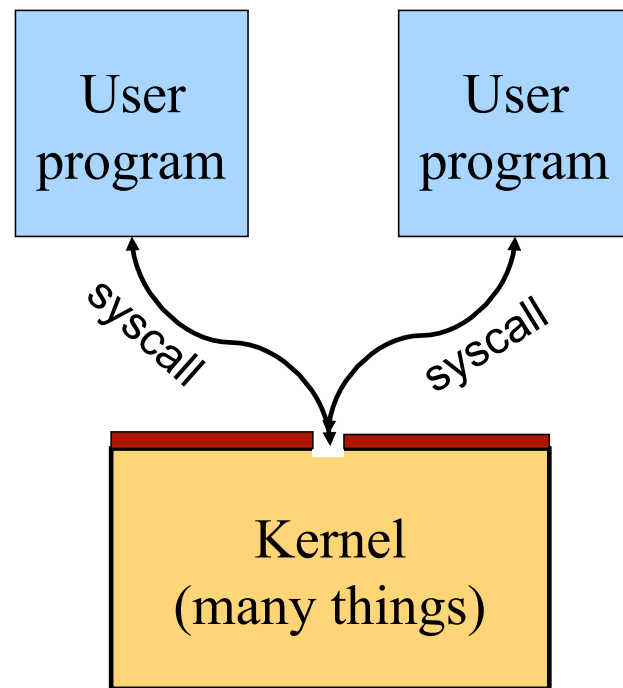 User
program
User
program
syscall
syscall
Kernel
(many things)